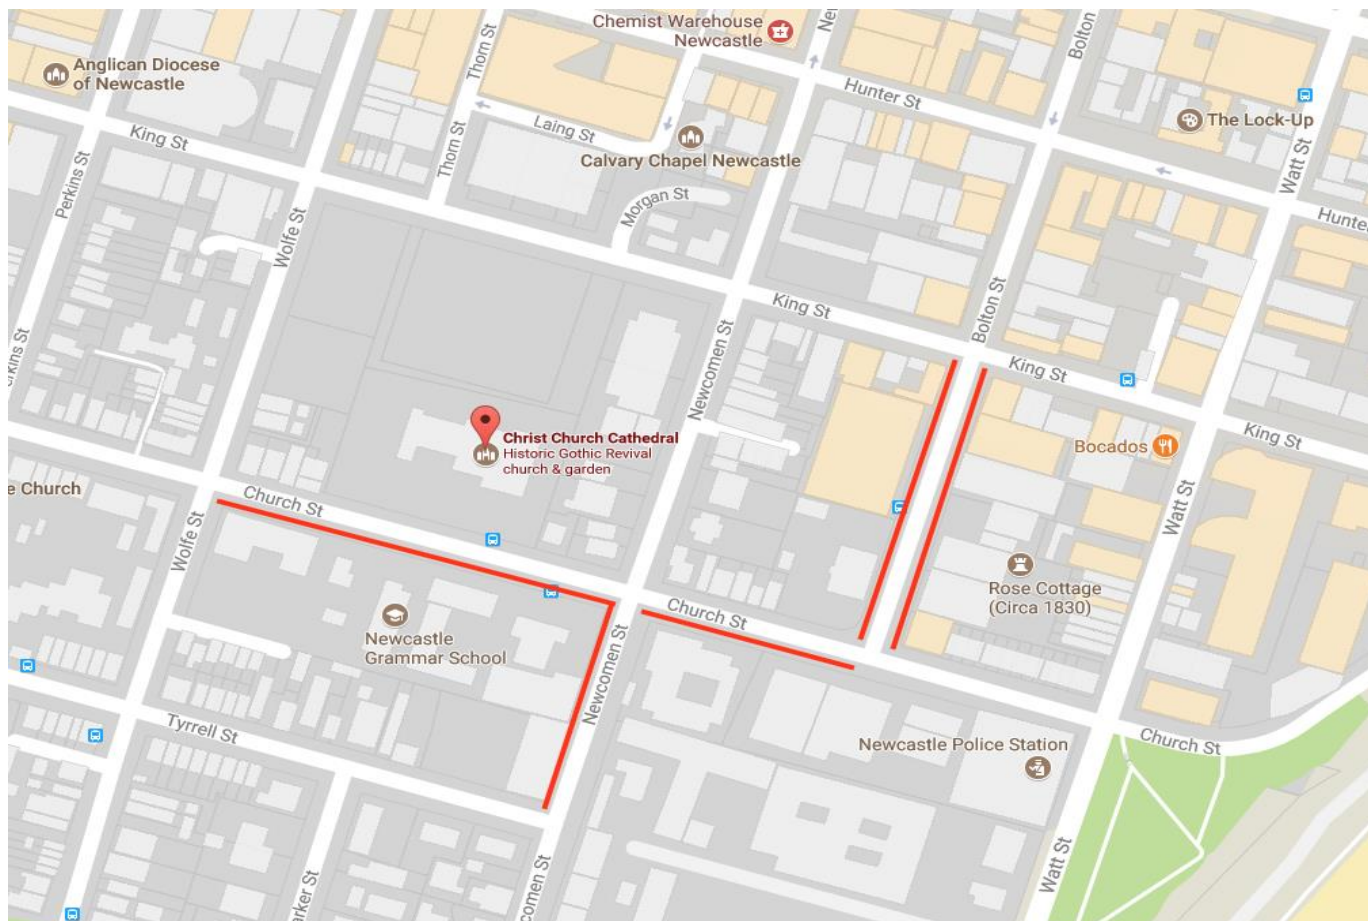 Chemist Warehouse
Newcastle
Anglican Diocese
of Newcastle
Thorn St
Bolton St
Hunter St
The Lock-Up
King St
Laing St
Calvary Chapel Newcastle
Watt St
Perkins St
Thorn St
Morgan St
Hunter
Wolfe St
King St
Bolton St
King St
Newcomen St
King St
Bocados
Christ Church Cathedral
Historic Gothic Revival
church & garden
e Church
Church St
Watt St
Wolfe St
Rose Cottage
(Circa 1830)
Church St
Newcastle
Grammar School
Newcomen St
Tyrrell St
Newcastle Police Station
Church St
Watt St
arker St
comen St